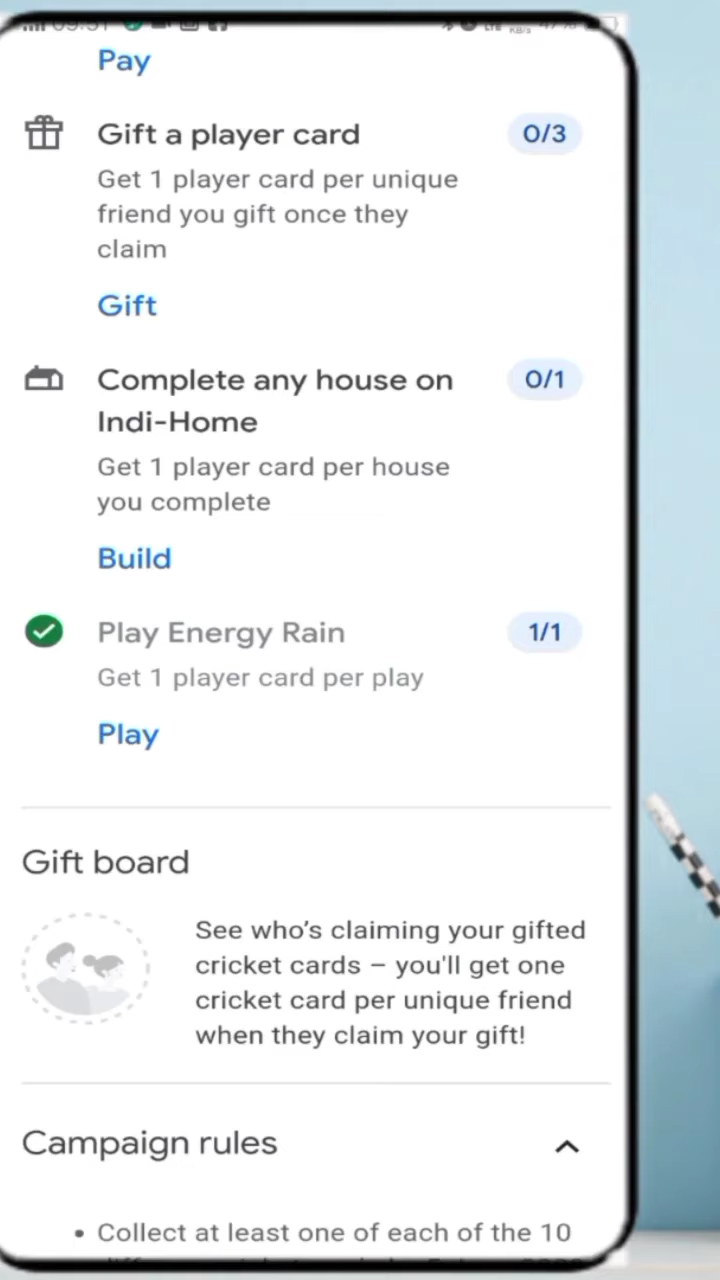 Pay
Gift a player card
0/3
Get 1 player card per unique
friend you gift once they
claim
Gift
Complete any house on
Indi-Home
0/1
Get 1 player card per house
you complete
Build
Play Energy Rain
1/1
Get 1 player card per play
Play
Gift board
See who's claiming your gifted
cricket cards – you'll get one
cricket card per unique friend
when they claim your gift!
Campaign rules
• Collect at least one of each of the 10